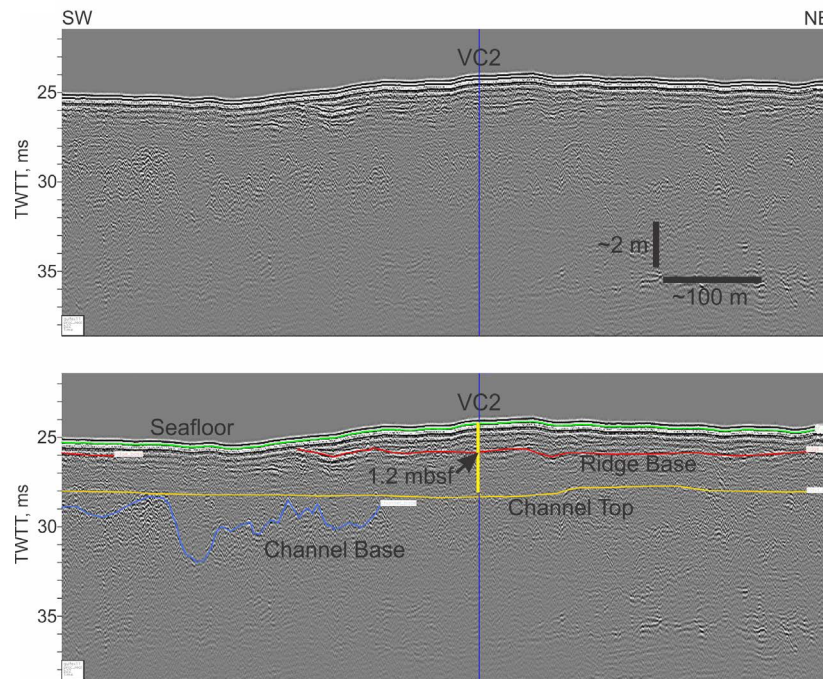 SW
NE
VC2
TWTT, ms
25
30
35
~2 m
~100 m
VC2
TWTT, ms
25
30
35
Seafloor
1.2 mbsf
Ridge Base
Channel Top
Channel Base